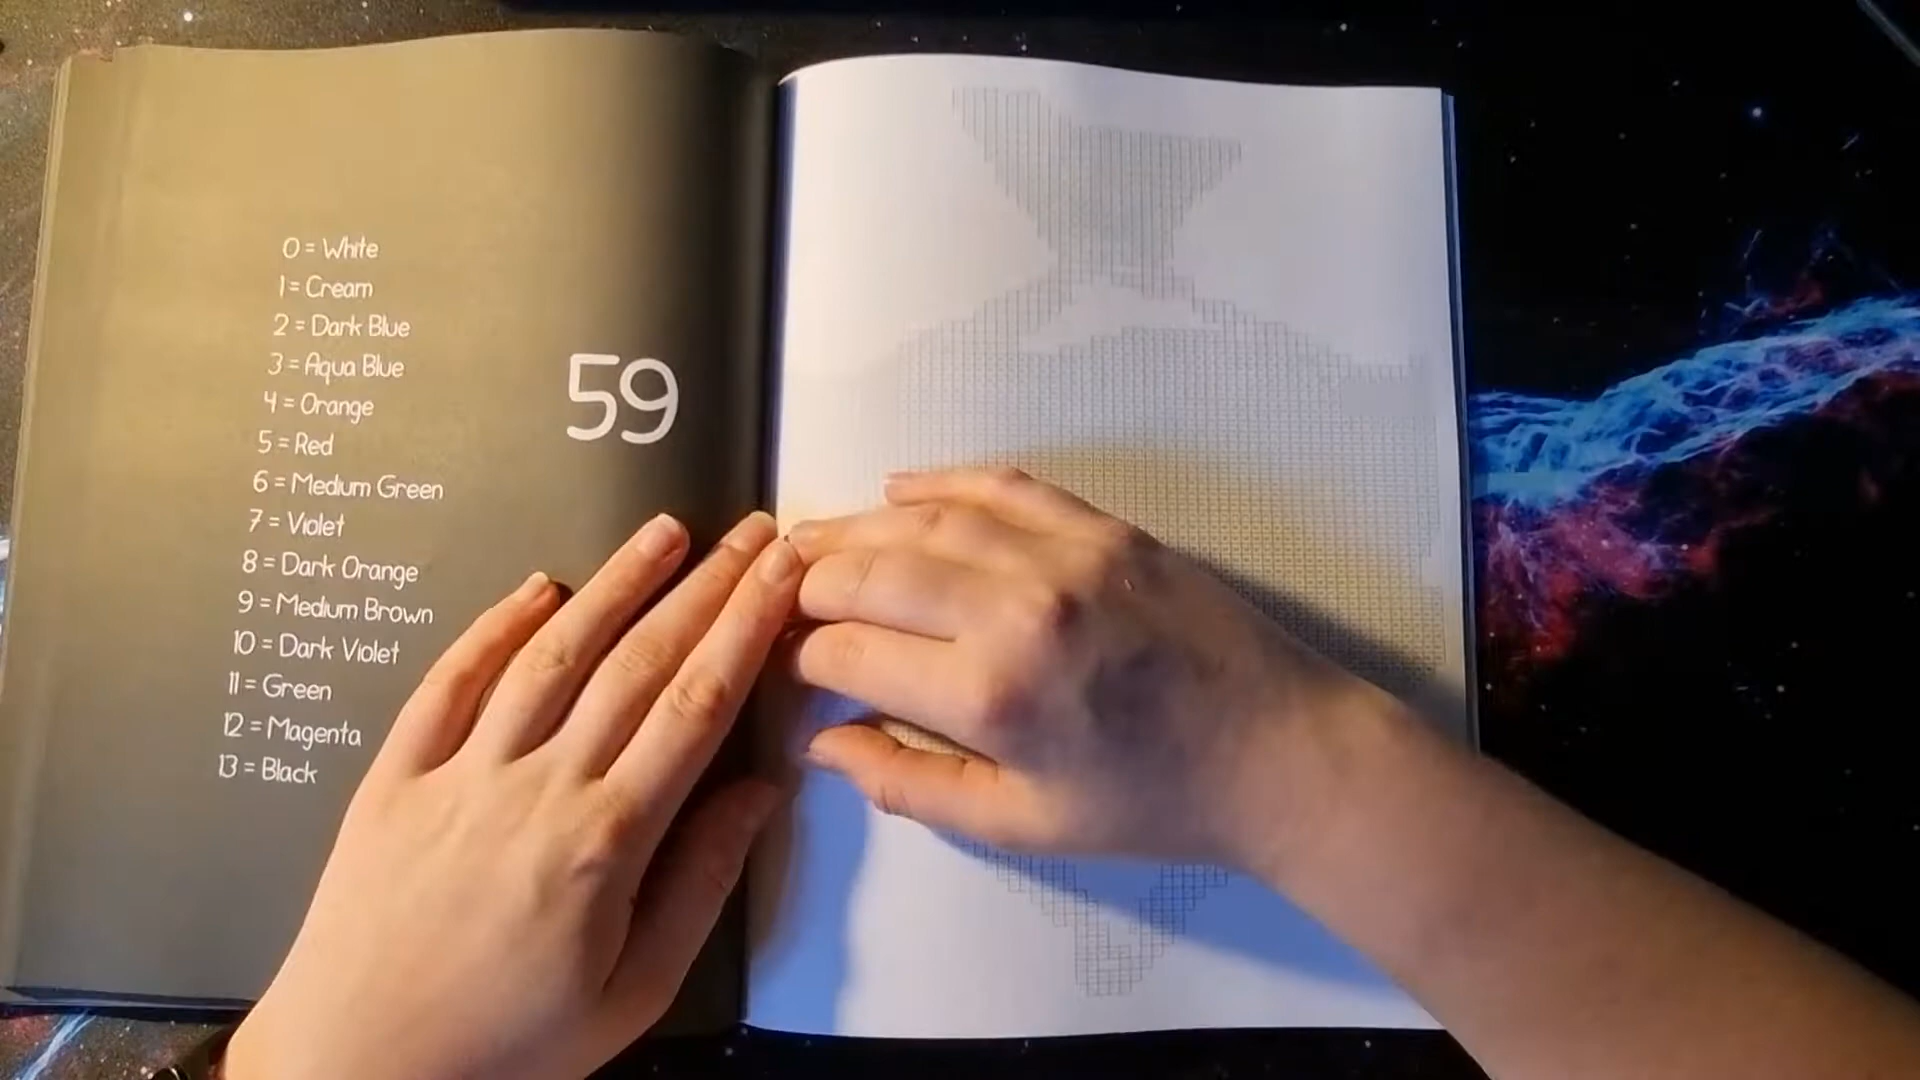 0 = White
1 = Cream
2 = Dark Blue
3 = Aqua Blue
4 = Orange
5 = Red
6 = Medium Green
7 = Violet
8 = Dark Orange
9 = Medium Brown
10 = Dark Violet
11 = Green
12 = Magenta
13 = Black
59